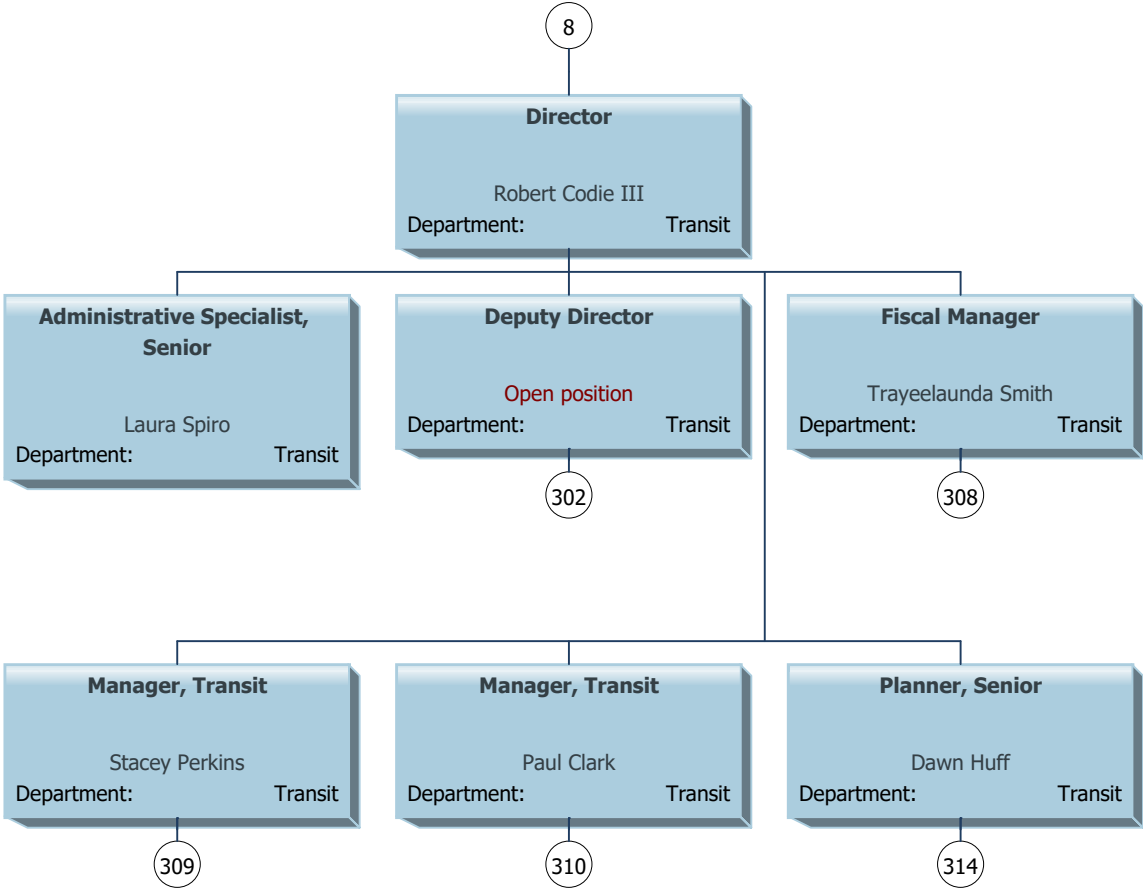 8
Director
Robert Codie III
Department: Transit
Administrative Specialist,
Senior
Laura Spiro
Department: Transit
Deputy Director
Open position
Department: Transit
302
Fiscal Manager
Trayeelaunda Smith
Department: Transit
308
Manager, Transit
Stacey Perkins
Department: Transit
309
Manager, Transit
Paul Clark
Department: Transit
310
Planner, Senior
Dawn Huff
Department: Transit
314